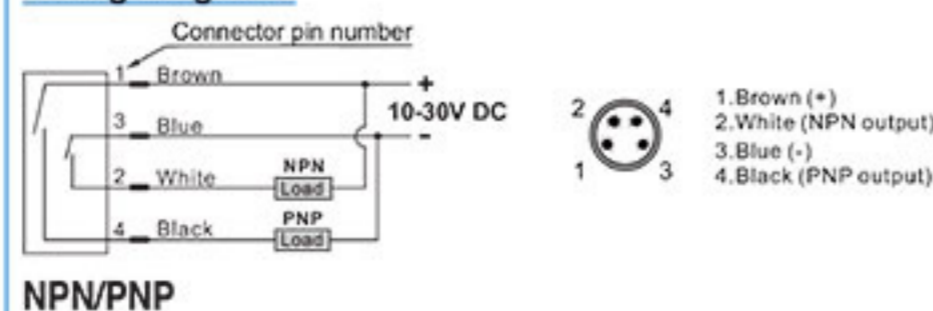 Connector pin number
1 Brown
+
10-30V DC
3 Blue
-
2 White
NPN
Load
4 Black
PNP
Load
2 4
1 3
1.Brown (+)
2.White (NPN output)
3.Blue (-)
4.Black (PNP output)
NPN/PNP